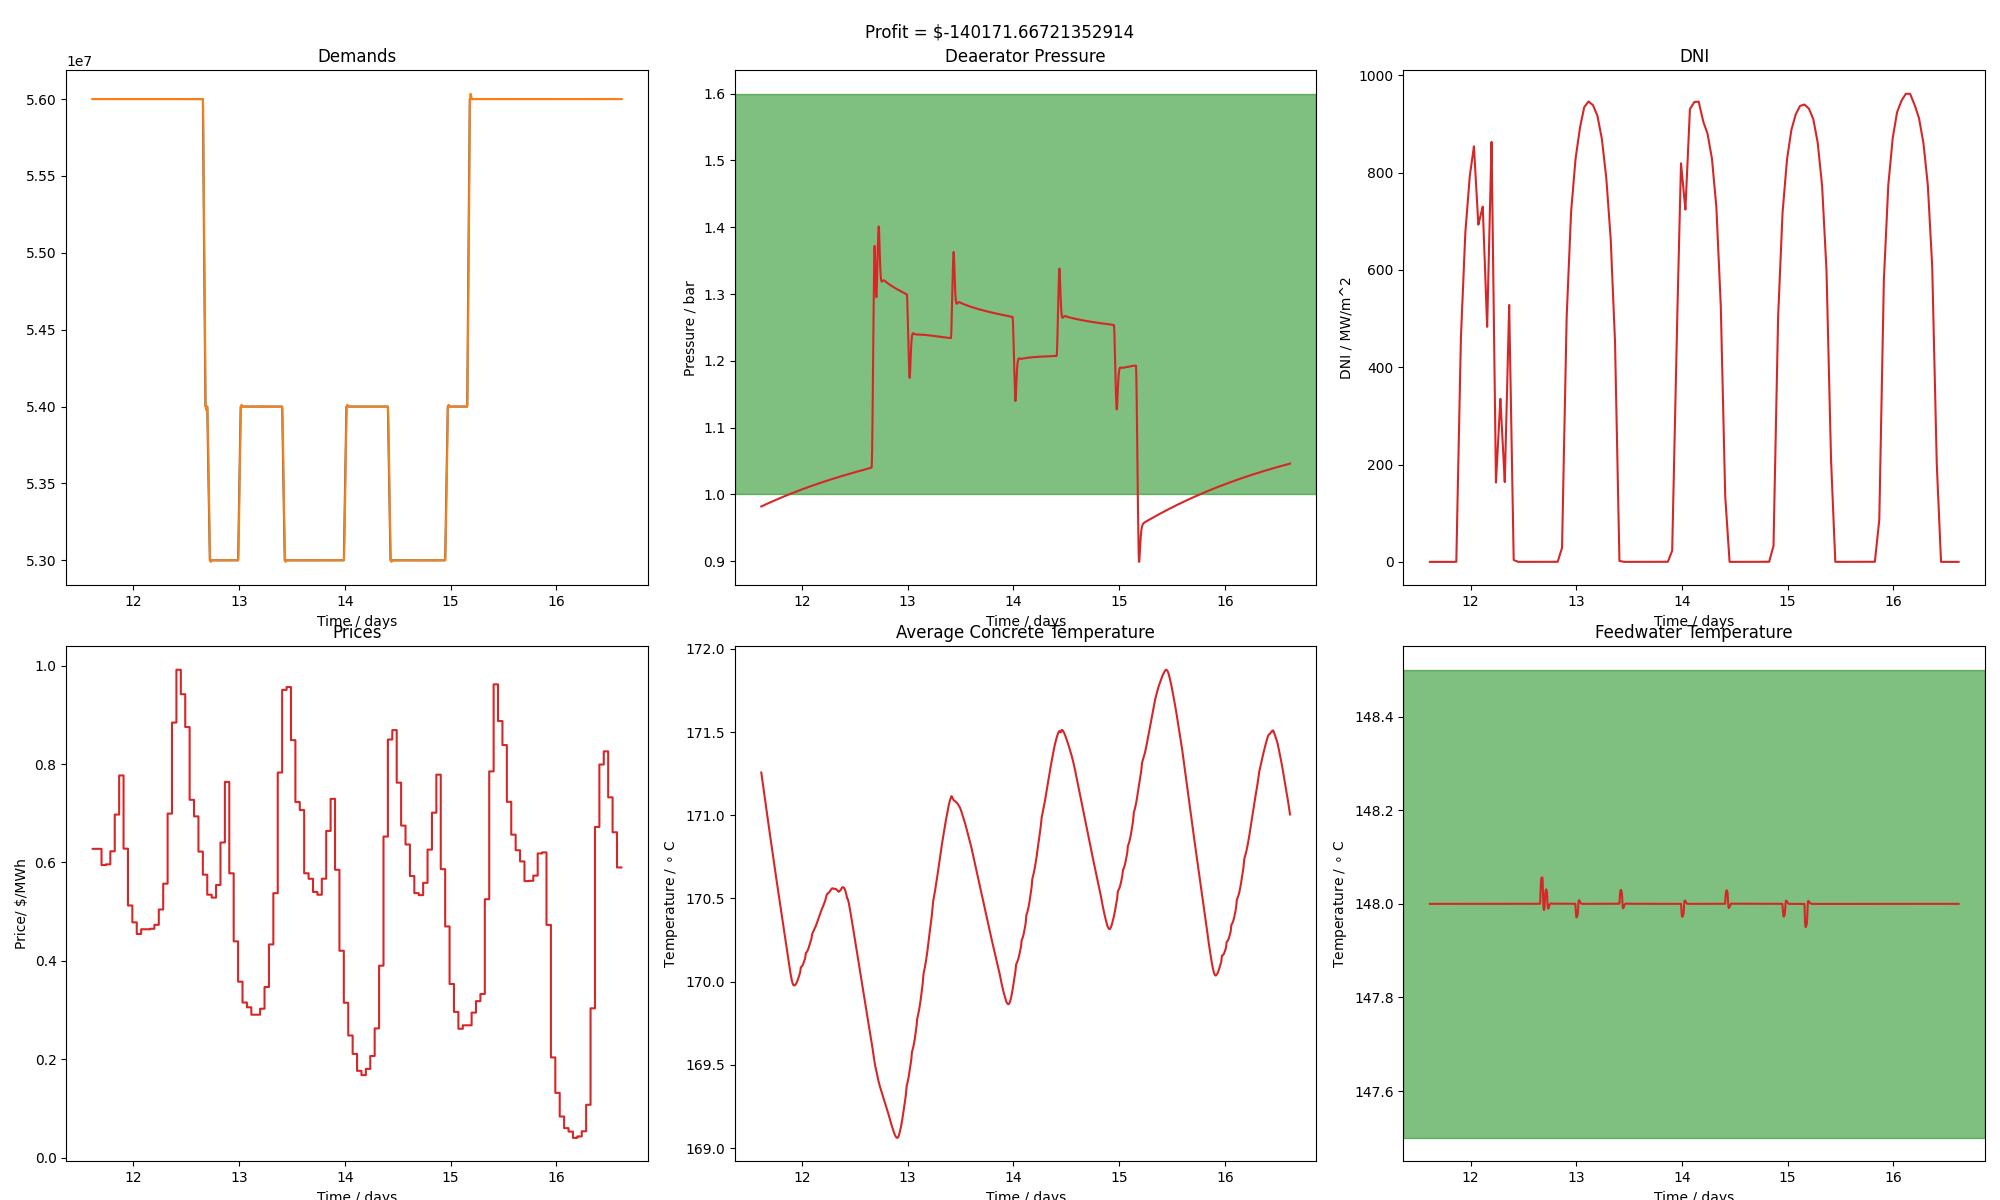 Profit = $-140171.66721352914
Demands
1e7
5.60
5.55
5.50
5.45
5.40
5.35
5.30
12 13 14 15 16
Time / days
Deaerator Pressure
Pressure / bar
1.6
1.5
1.4
1.3
1.2
1.1
1.0
0.9
12 13 14 15 16
Time / days
DNI
DNI / MW/m^2
1000
800
600
400
200
0
12 13 14 15 16
Time / days
Prices
Price/ $/MWh
1.0
0.8
0.6
0.4
0.2
0.0
12 13 14 15 16
Time / days
Average Concrete Temperature
Temperature / ∘ C
172.0
171.5
171.0
170.5
170.0
169.5
169.0
12 13 14 15 16
Time / days
Feedwater Temperature
Temperature / ∘ C
148.4
148.2
148.0
147.8
147.6
12 13 14 15 16
Time / days